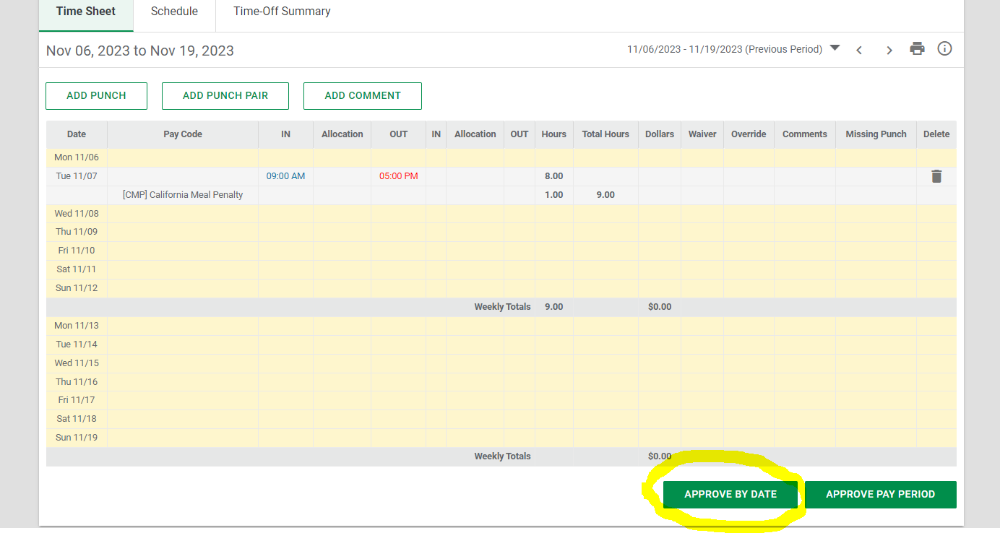 Time Sheet Schedule Time-Off Summary
Nov 06, 2023 to Nov 19, 2023 11/06/2023 - 11/19/2023 (Previous Period)
ADD PUNCH ADD PUNCH PAIR ADD COMMENT
Date Pay Code IN Allocation OUT IN Allocation OUT Hours Total Hours Dollars Waiver Override Comments Missing Punch Delete
Mon 11/06
Tue 11/07 09:00 AM 05:00 PM 8.00
[CMP] California Meal Penalty 1.00 9.00
Wed 11/08
Thu 11/09
Fri 11/10
Sat 11/11
Sun 11/12
Weekly Totals 9.00 $0.00
Mon 11/13
Tue 11/14
Wed 11/15
Thu 11/16
Fri 11/17
Sat 11/18
Sun 11/19
Weekly Totals $0.00
APPROVE BY DATE APPROVE PAY PERIOD